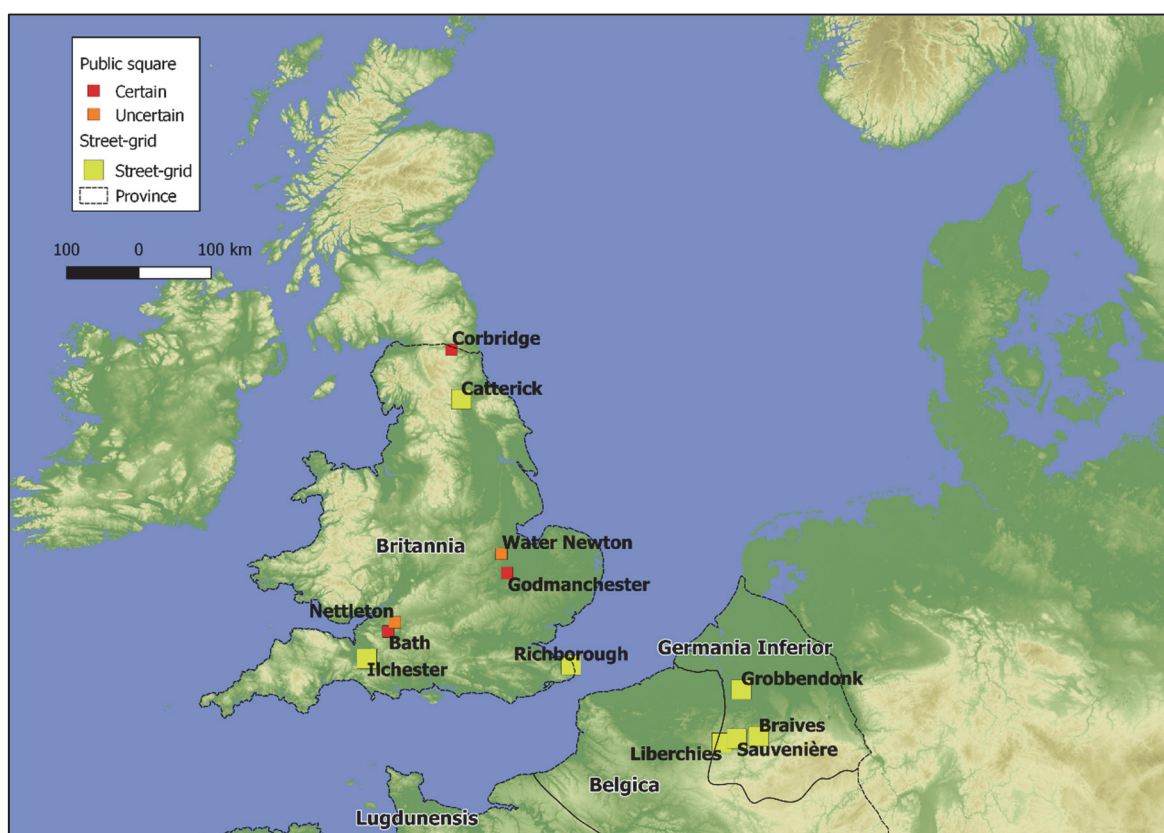 Public square
Certain
Uncertain
Street-grid
Street-grid
Province
100 0 100 km
Corbridge
Catterick
Water Newton
Britannia
Godmanchester
Nettleton
Bath
Richborough
Ilchester
Germania Inferior
Grobbendonk
Braives
Liberchies
Sauvenière
Belgica
Lugdunensis